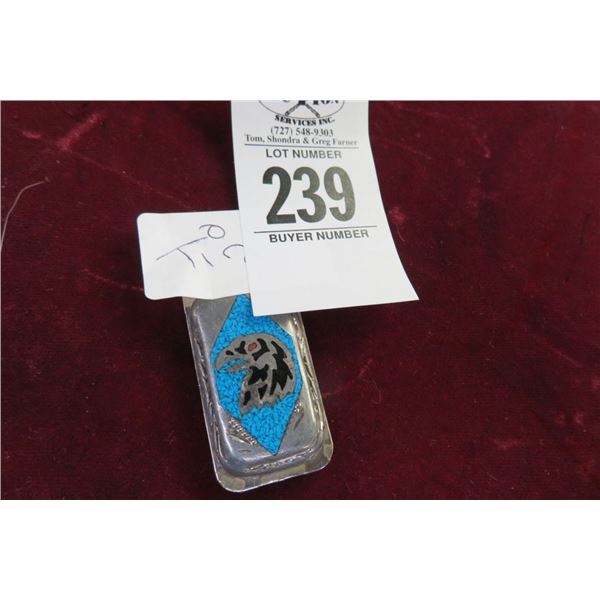 SERVICES INC.
(727) 548-9303
Tom, Shondra & Greg Farner
LOT NUMBER
239
BUYER NUMBER